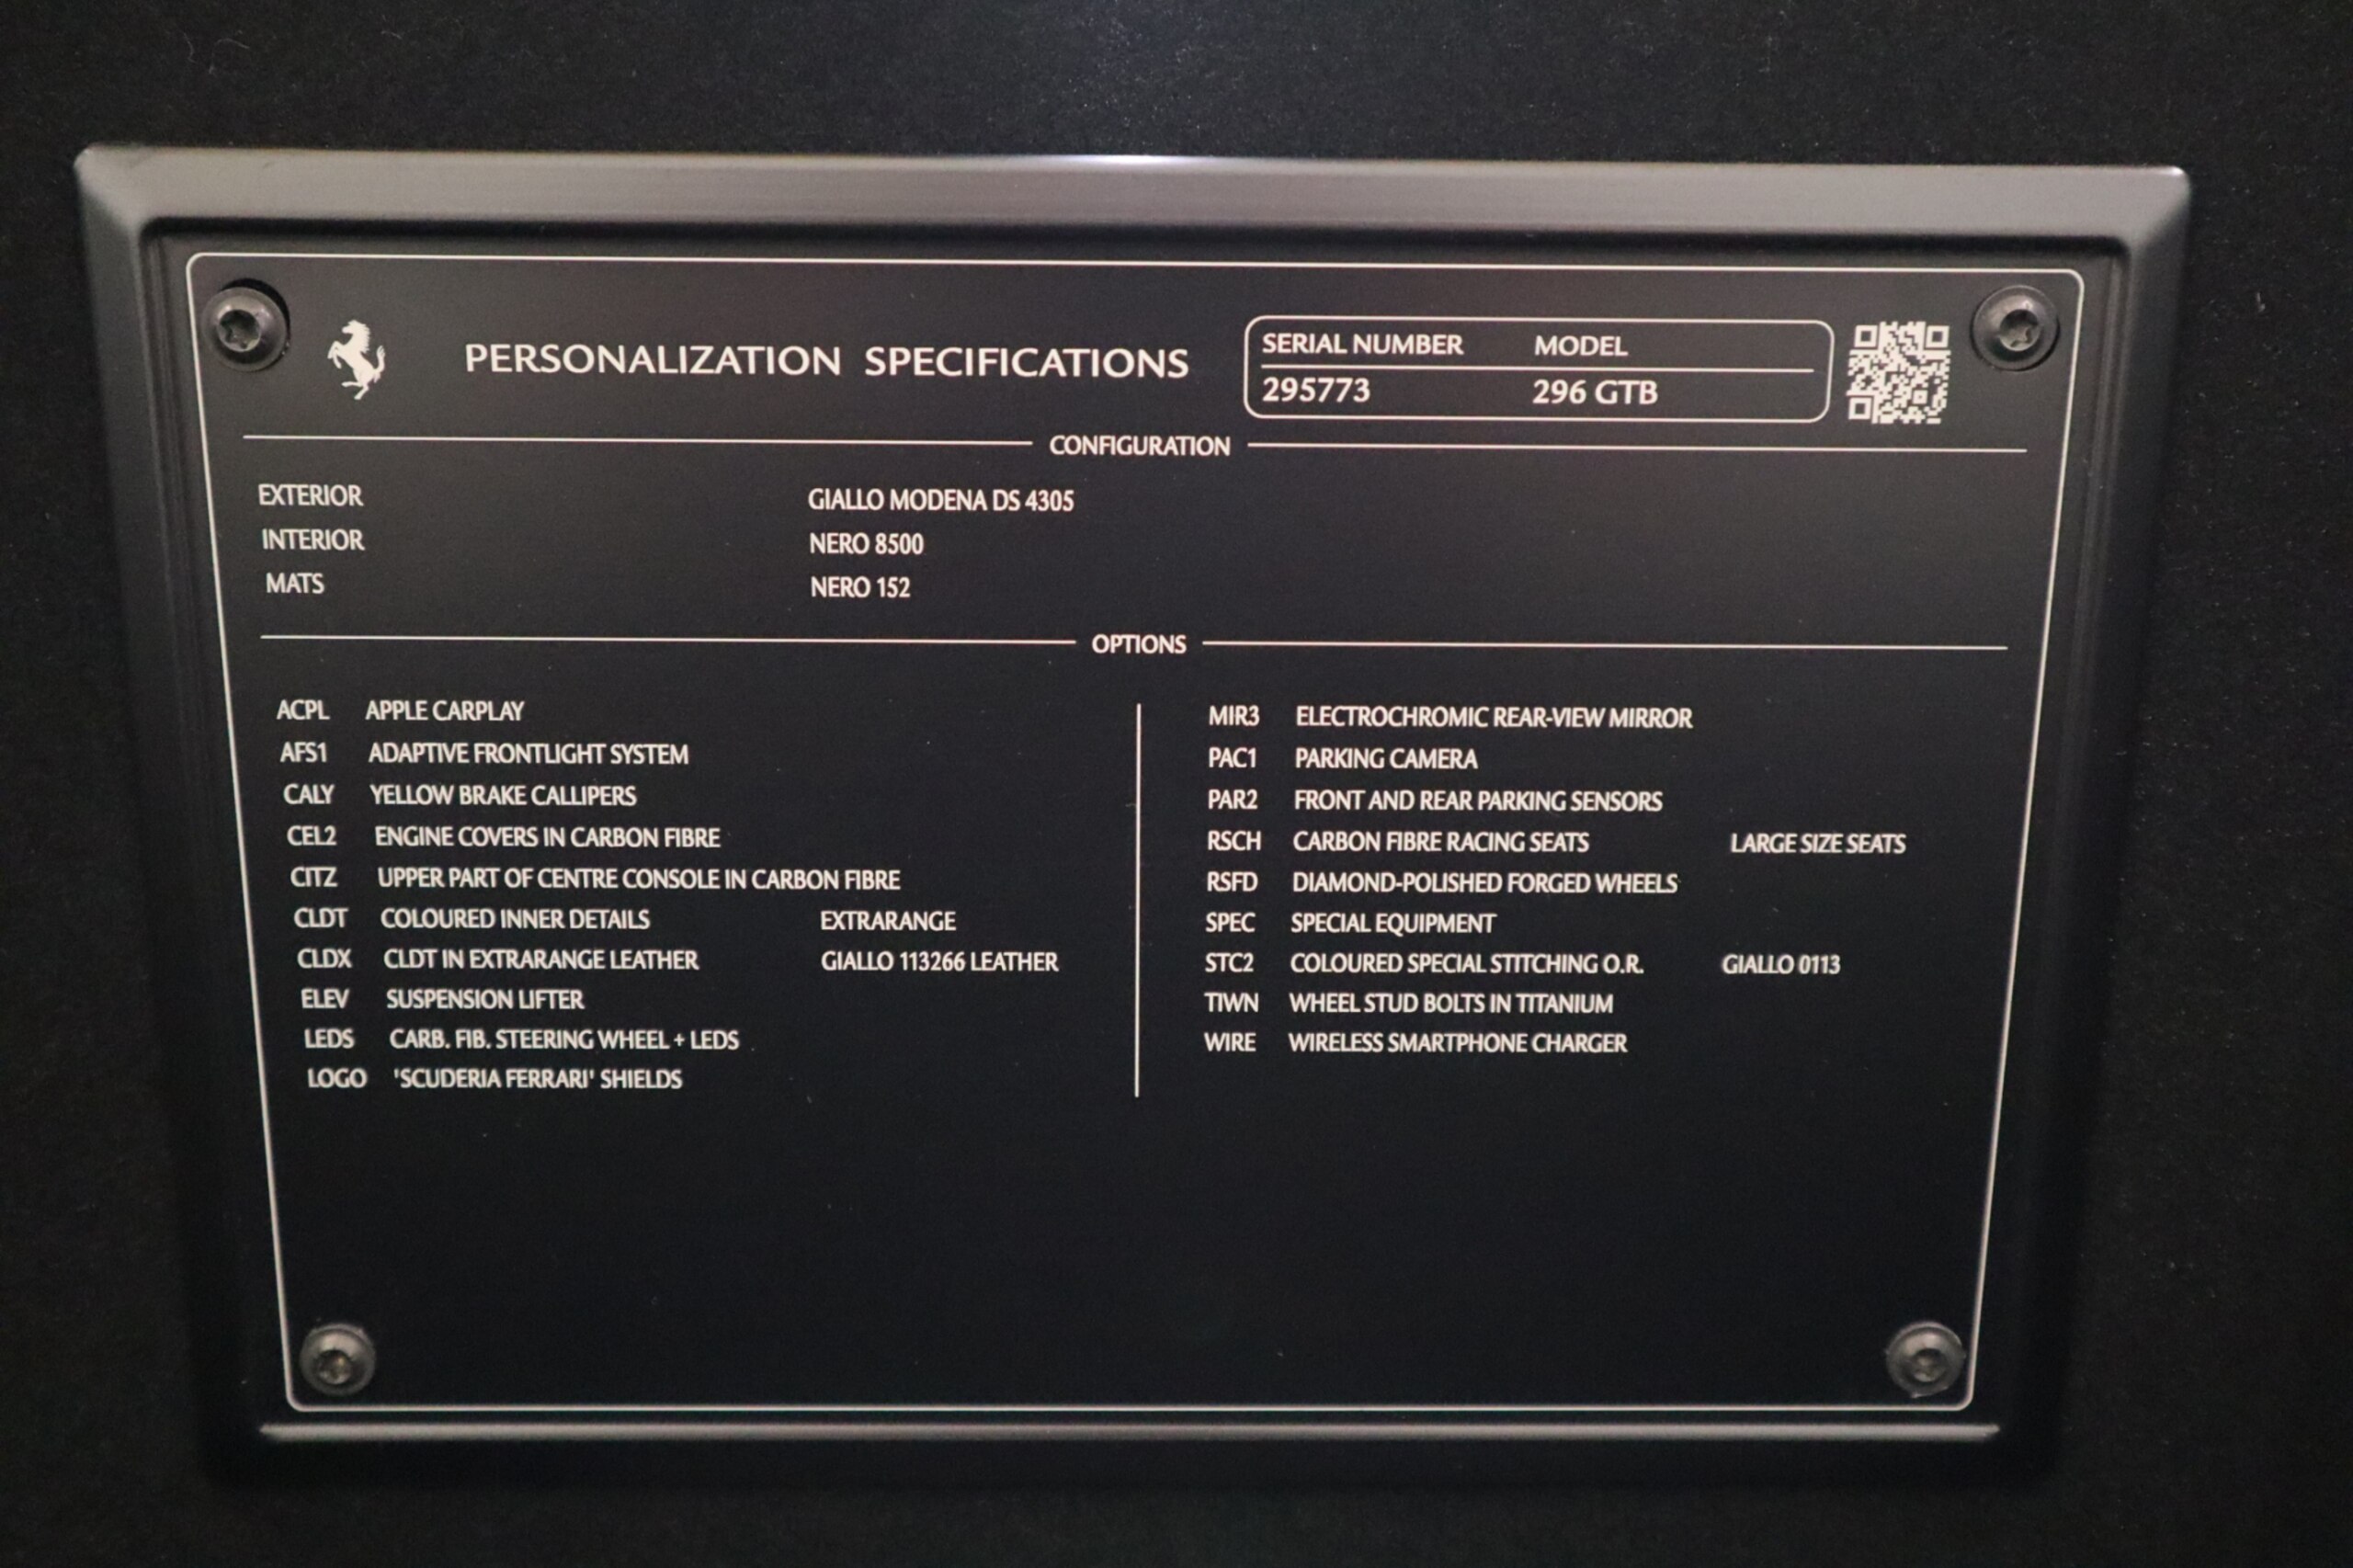 PERSONALIZATION SPECIFICATIONS
SERIAL NUMBER MODEL
295773 296 GTB
CONFIGURATION
EXTERIOR GIALLO MODENA DS 4305
INTERIOR NERO 8500
MATS NERO 152
OPTIONS
ACPL APPLE CARPLAY
AFS1 ADAPTIVE FRONTLIGHT SYSTEM
CALY YELLOW BRAKE CALLIPERS
CEL2 ENGINE COVERS IN CARBON FIBRE
CITZ UPPER PART OF CENTRE CONSOLE IN CARBON FIBRE
CLDT COLOURED INNER DETAILS EXTRARANGE
CLDX CLDT IN EXTRARANGE LEATHER GIALLO 113266 LEATHER
ELEV SUSPENSION LIFTER
LEDS CARB. FIB. STEERING WHEEL + LEDS
LOGO 'SCUDERIA FERRARI' SHIELDS
MIR3 ELECTROCHROMIC REAR-VIEW MIRROR
PAC1 PARKING CAMERA
PAR2 FRONT AND REAR PARKING SENSORS
RSCH CARBON FIBRE RACING SEATS LARGE SIZE SEATS
RSFD DIAMOND-POLISHED FORGED WHEELS
SPEC SPECIAL EQUIPMENT
STC2 COLOURED SPECIAL STITCHING O.R. GIALLO 0113
TIWN WHEEL STUD BOLTS IN TITANIUM
WIRE WIRELESS SMARTPHONE CHARGER